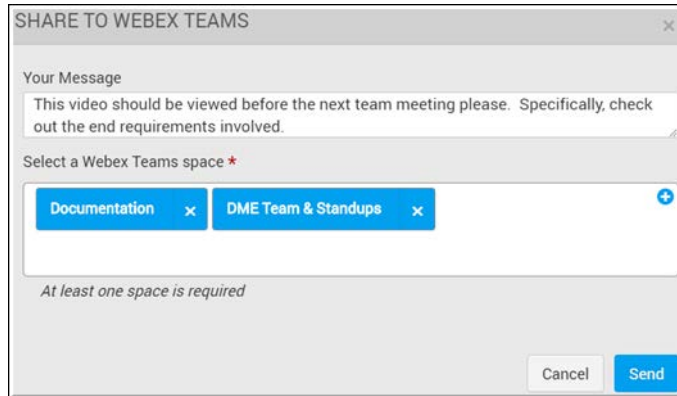 SHARE TO WEBEX TEAMS ×
Your Message
This video should be viewed before the next team meeting please.  Specifically, check
out the end requirements involved.
Select a Webex Teams space *
Documentation × DME Team & Standups ×
At least one space is required
Cancel Send